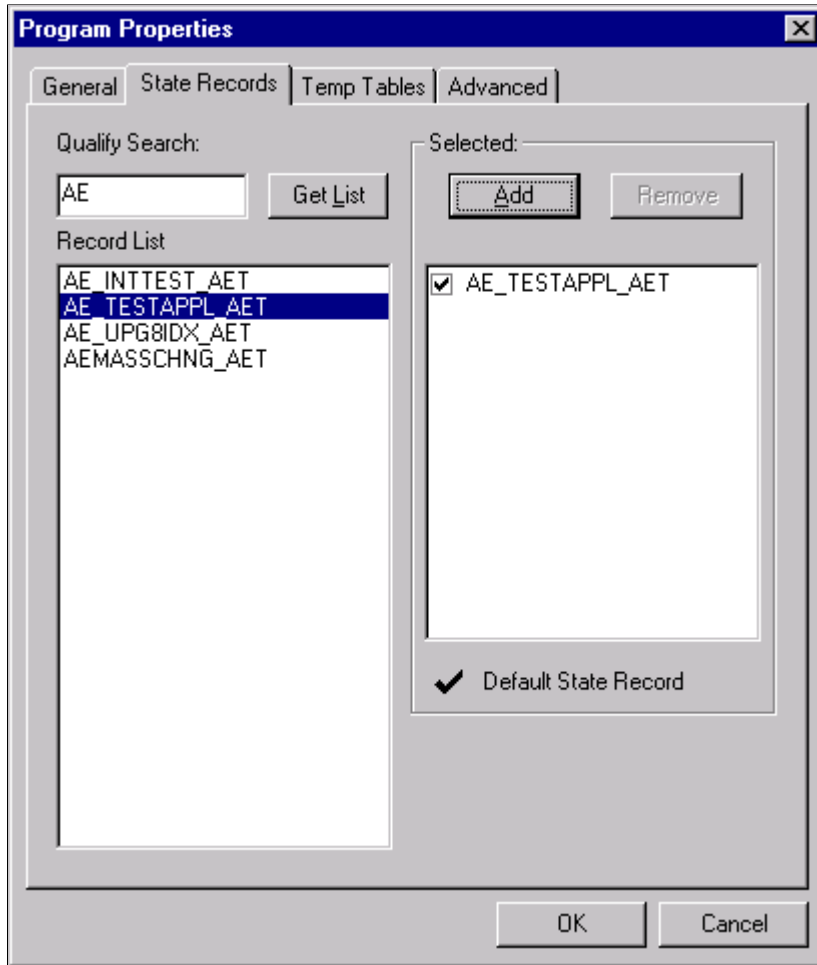 Program Properties
General State Records Temp Tables Advanced
Qualify Search:
AE
Get List
Record List
AE_INTTEST_AET
AE_TESTAPPL_AET
AE_UPG8IDX_AET
AEMASSCHNG_AET
Selected:
Add Remove
AE_TESTAPPL_AET
Default State Record
OK Cancel